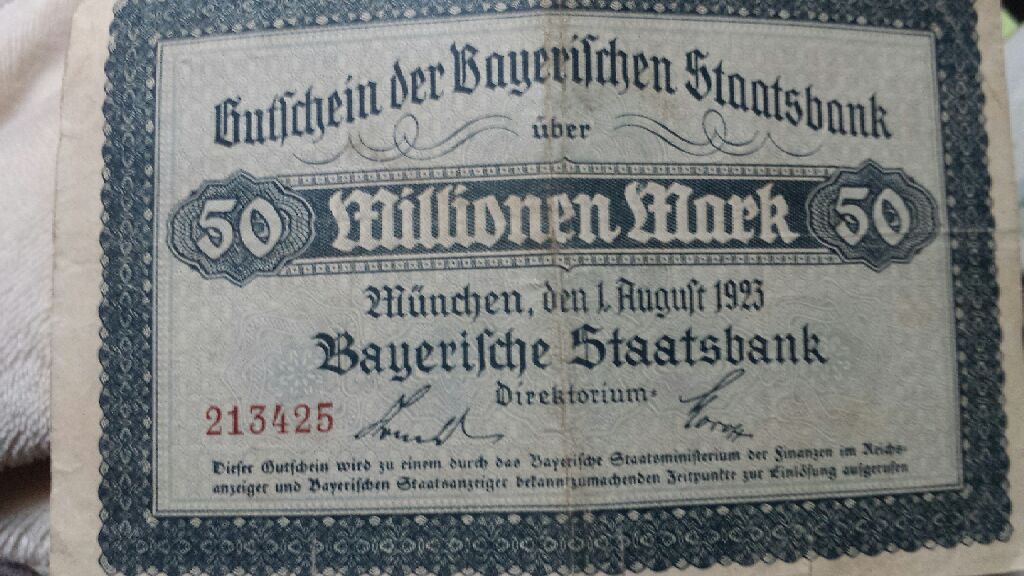 Gutschein der Bayerischen Staatsbank
über
50 Millionen Mark 50
München, den 1. August 1923
Bayerische Staatsbank
Direktorium:
213425
Dieser Gutschein wird zu einem durch das Bayerische Staatsministerium der Finanzen im Reichs-
anzeiger und Bayerischen Staatsanzeiger bekanntzumachenden Zeitpunkte zur Einlösung aufgerufen